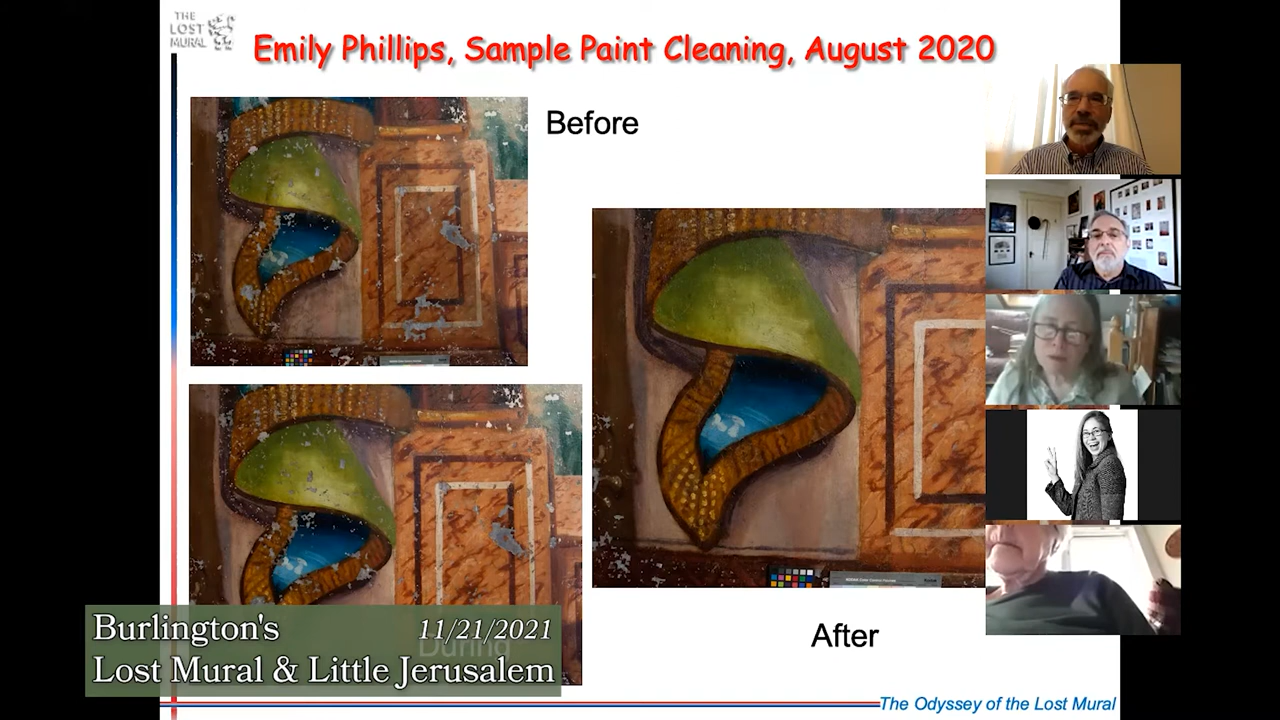 THE
LOST
MURAL
Emily Phillips, Sample Paint Cleaning, August 2020
Before
After
During
Burlington's 11/21/2021
Lost Mural & Little Jerusalem
The Odyssey of the Lost Mural